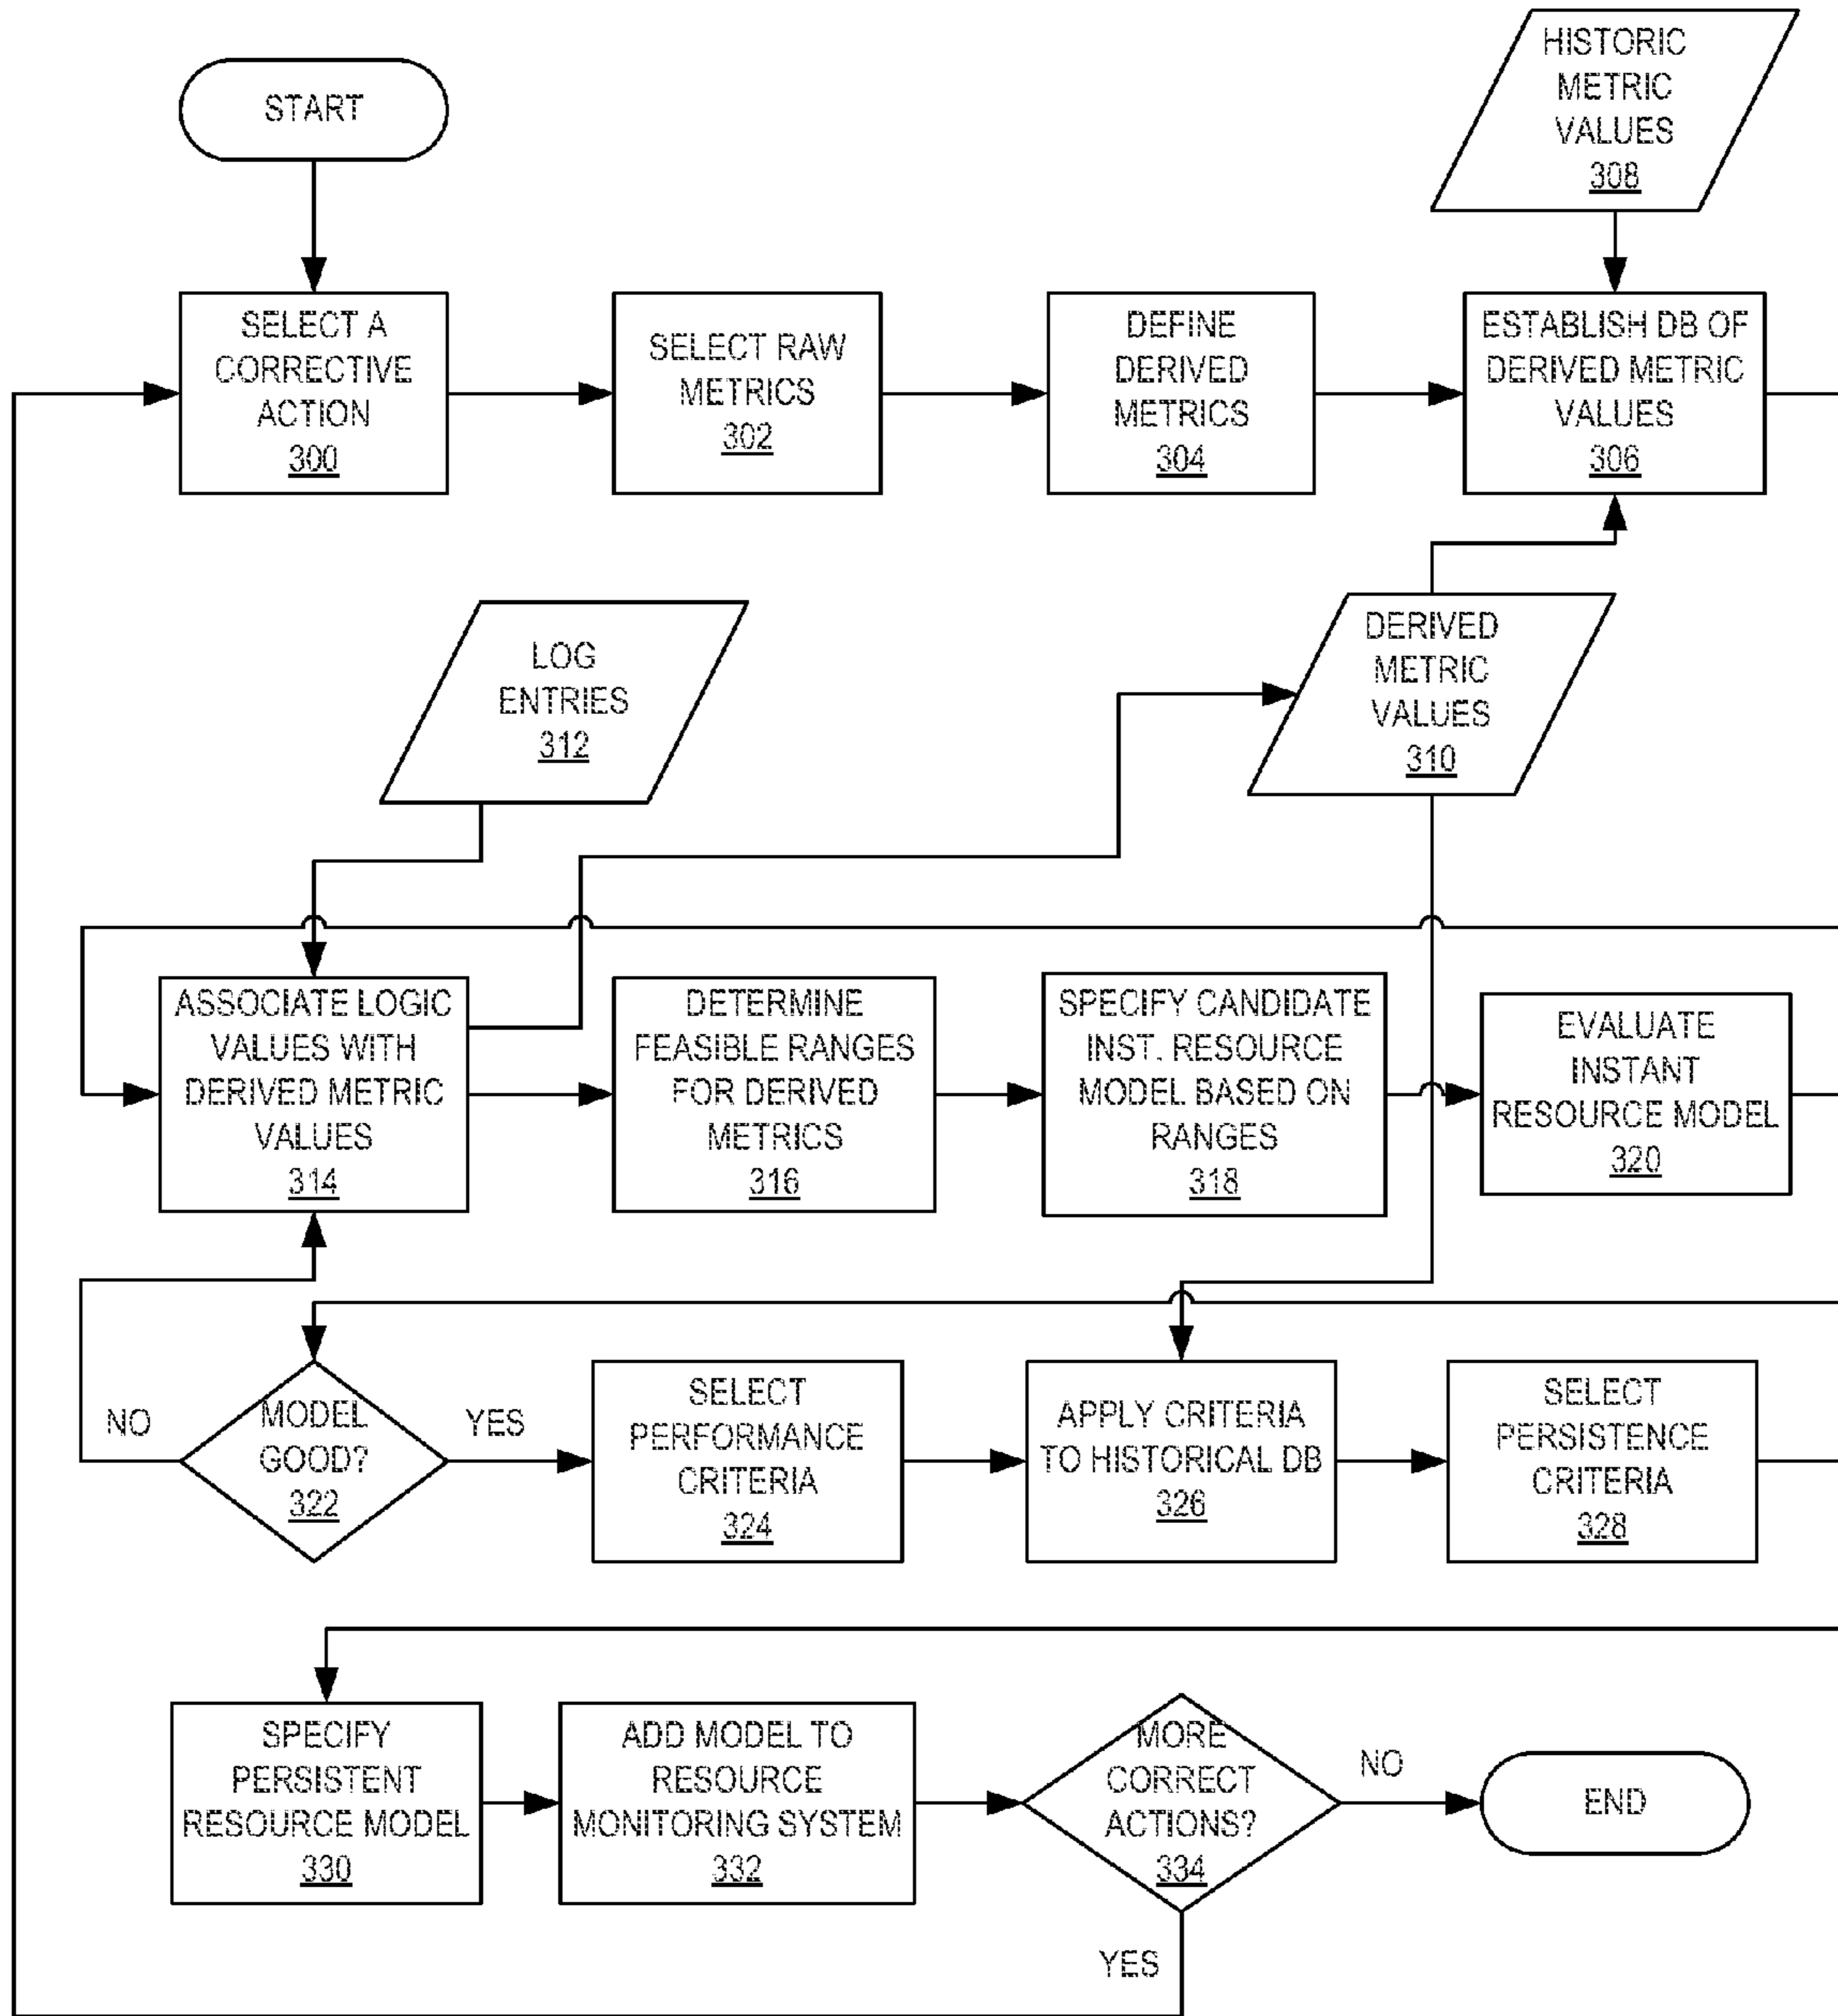 START
HISTORIC
METRIC
VALUES
308
SELECT A
CORRECTIVE
ACTION
300
SELECT RAW
METRICS
302
DEFINE
DERIVED
METRICS
304
ESTABLISH DB OF
DERIVED METRIC
VALUES
306
LOG
ENTRIES
312
DERIVED
METRIC
VALUES
310
ASSOCIATE LOGIC
VALUES WITH
DERIVED METRIC
VALUES
314
DETERMINE
FEASIBLE RANGES
FOR DERIVED
METRICS
316
SPECIFY CANDIDATE
INST. RESOURCE
MODEL BASED ON
RANGES
318
EVALUATE
INSTANT
RESOURCE MODEL
320
NO
MODEL
GOOD?
322
YES
SELECT
PERFORMANCE
CRITERIA
324
APPLY CRITERIA
TO HISTORICAL DB
326
SELECT
PERSISTENCE
CRITERIA
328
SPECIFY
PERSISTENT
RESOURCE MODEL
330
ADD MODEL TO
RESOURCE
MONITORING SYSTEM
332
MORE
CORRECT
ACTIONS?
334
NO
END
YES